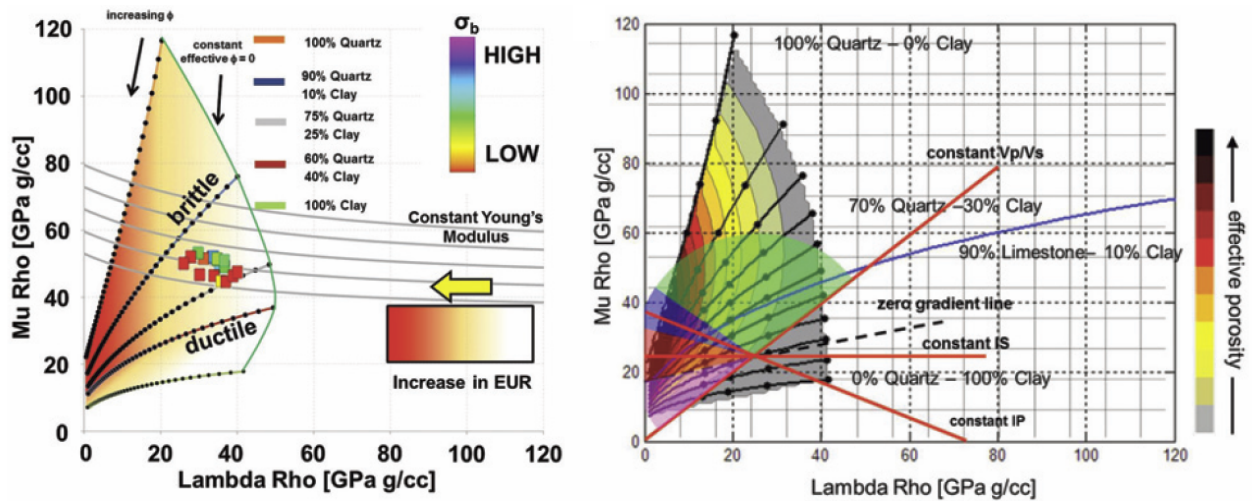 increasing ϕ
constant
effective ϕ = 0
100% Quartz
90% Quartz
10% Clay
75% Quartz
25% Clay
60% Quartz
40% Clay
100% Clay
σb
HIGH
LOW
brittle
ductile
Constant Young's
Modulus
Increase in EUR
120
100
80
60
40
20
0
Mu Rho [GPa g/cc]
0 20 40 60 80 100 120
Lambda Rho [GPa g/cc]
100% Quartz – 0% Clay
constant Vp/Vs
70% Quartz –30% Clay
90% Limestone– 10% Clay
zero gradient line
constant IS
0% Quartz – 100% Clay
constant IP
120
100
80
60
40
20
0
Mu Rho [GPa g/cc]
0 20 40 60 80 100 120
Lambda Rho [GPa g/cc]
effective porosity